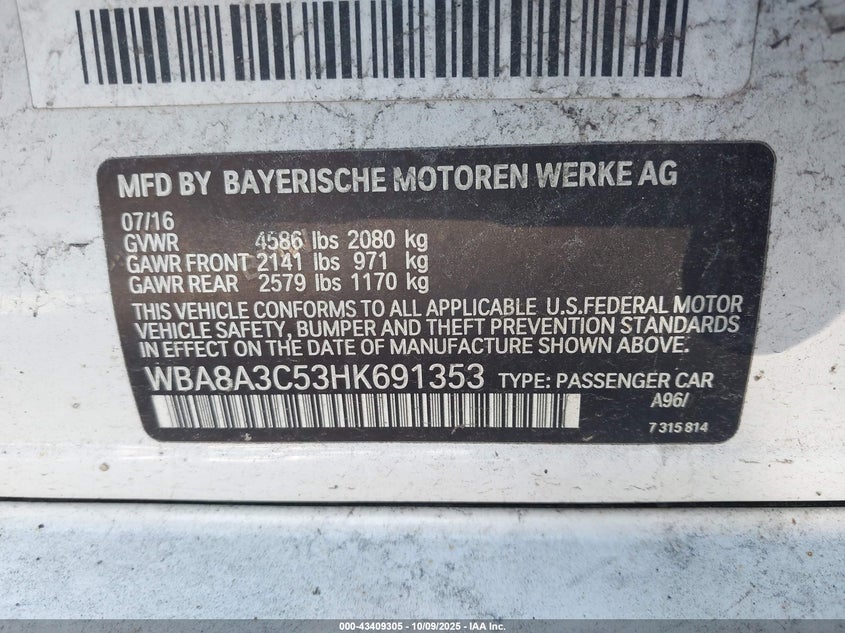 MFD BY BAYERISCHE MOTOREN WERKE AG
07/16
GVWR 4586 lbs 2080 kg
GAWR FRONT 2141 lbs 971 kg
GAWR REAR 2579 lbs 1170 kg
THIS VEHICLE CONFORMS TO ALL APPLICABLE U.S.FEDERAL MOTOR
VEHICLE SAFETY, BUMPER AND THEFT PREVENTION STANDARDS
IN EFFECT ON THE DATE OF MANUFACTURE SHOWN ABOVE.
WBA8A3C53HK691353 TYPE: PASSENGER CAR
A96/
7 315 814
000-43409305 - 10/09/2025 - IAA Inc.